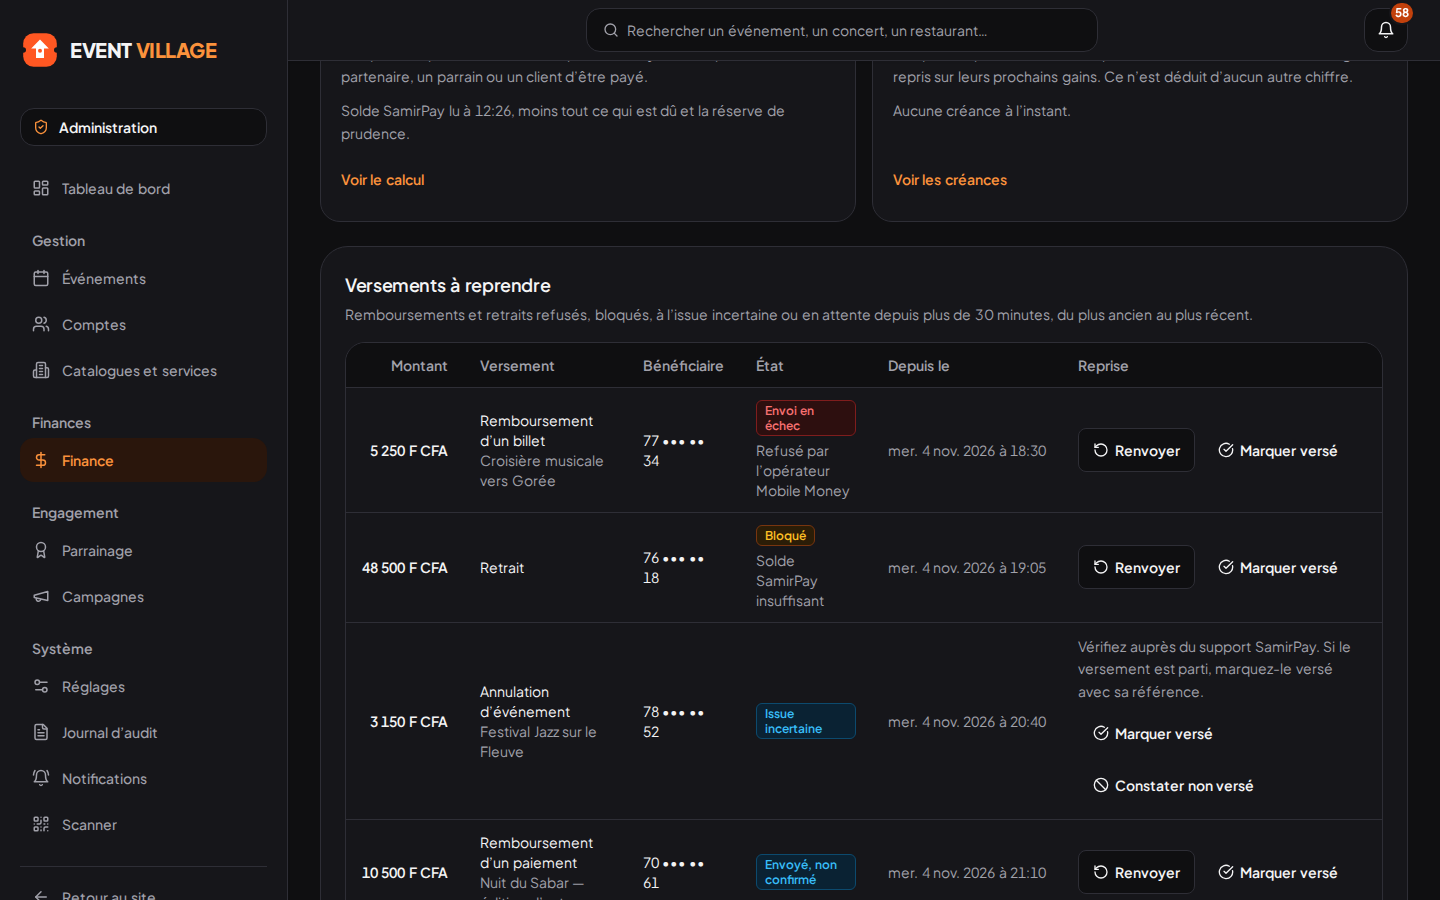 EVENT VILLAGE
Rechercher un événement, un concert, un restaurant...
58
Administration
Tableau de bord
Gestion
Événements
Comptes
Catalogues et services
Finances
Finance
Engagement
Parrainage
Campagnes
Système
Réglages
Journal d’audit
Notifications
Scanner
Retour au site
partenaire, un parrain ou un client d’être payé.
Solde SamirPay lu à 12:26, moins tout ce qui est dû et la réserve de
prudence.
Voir le calcul
repris sur leurs prochains gains. Ce n’est déduit d’aucun autre chiffre.
Aucune créance à l’instant.
Voir les créances
Versements à reprendre
Remboursements et retraits refusés, bloqués, à l’issue incertaine ou en attente depuis plus de 30 minutes, du plus ancien au plus récent.
Montant Versement Bénéficiaire État Depuis le Reprise
5 250 F CFA
Remboursement
d’un billet
Croisière musicale
vers Gorée
77 ••• ••
34
Envoi en
échec
Refusé par
l’opérateur
Mobile Money
mer. 4 nov. 2026 à 18:30
Renvoyer
Marquer versé
48 500 F CFA
Retrait
76 ••• ••
18
Bloqué
Solde
SamirPay
insuffisant
mer. 4 nov. 2026 à 19:05
Renvoyer
Marquer versé
3 150 F CFA
Annulation
d’événement
Festival Jazz sur le
Fleuve
78 ••• ••
52
Issue
incertaine
mer. 4 nov. 2026 à 20:40
Vérifiez auprès du support SamirPay. Si le
versement est parti, marquez-le versé
avec sa référence.
Marquer versé
Constater non versé
10 500 F CFA
Remboursement
d’un paiement
Nuit du Sabar —
70 ••• ••
61
Envoyé, non
confirmé
mer. 4 nov. 2026 à 21:10
Renvoyer
Marquer versé